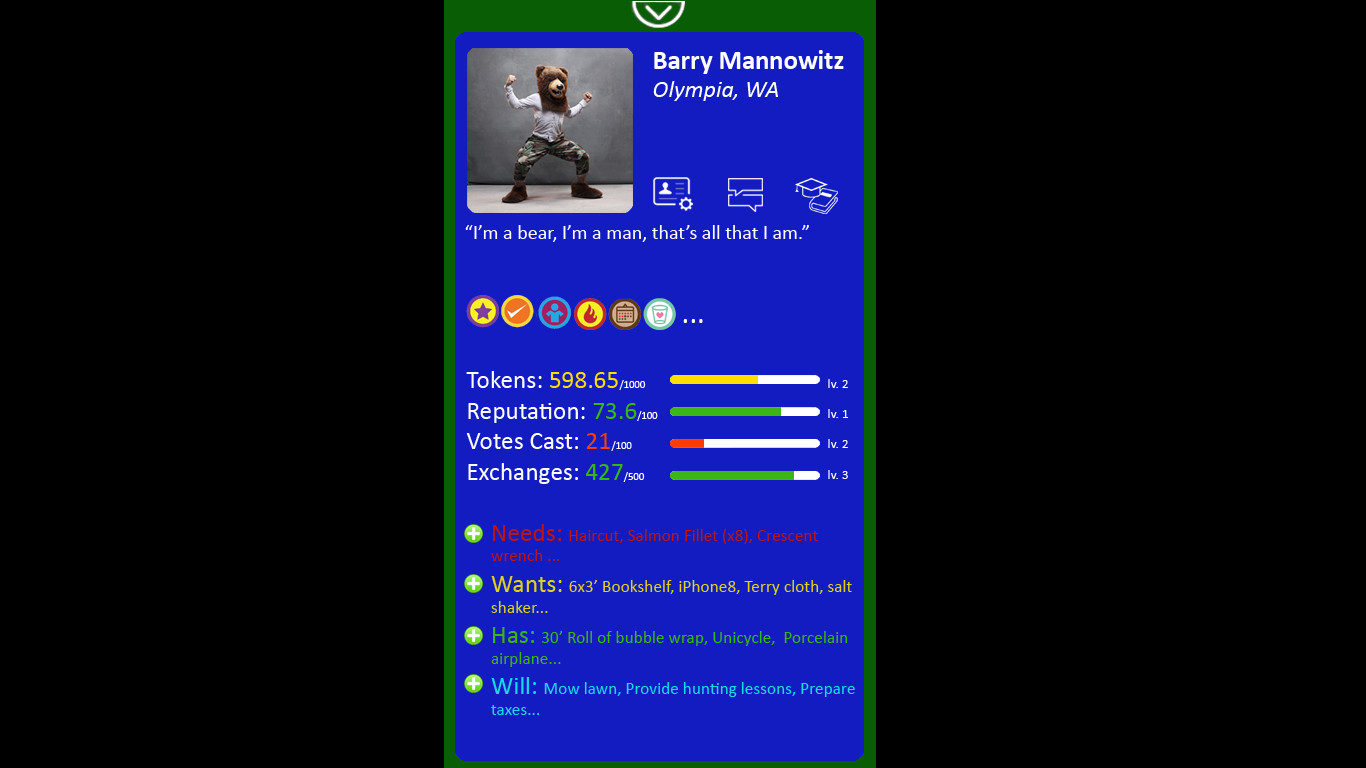 Barry Mannowitz
Olympia, WA
“I’m a bear, I’m a man, that’s all that I am.”
...
Tokens: 598.65/1000 lv. 2
Reputation: 73.6/100 lv. 1
Votes Cast: 21/100 lv. 2
Exchanges: 427/500 lv. 3
Needs: Haircut, Salmon Fillet (x8), Crescent
wrench ...
Wants: 6x3’ Bookshelf, iPhone8, Terry cloth, salt
shaker...
Has: 30’ Roll of bubble wrap, Unicycle,  Porcelain
airplane...
Will: Mow lawn, Provide hunting lessons, Prepare
taxes...